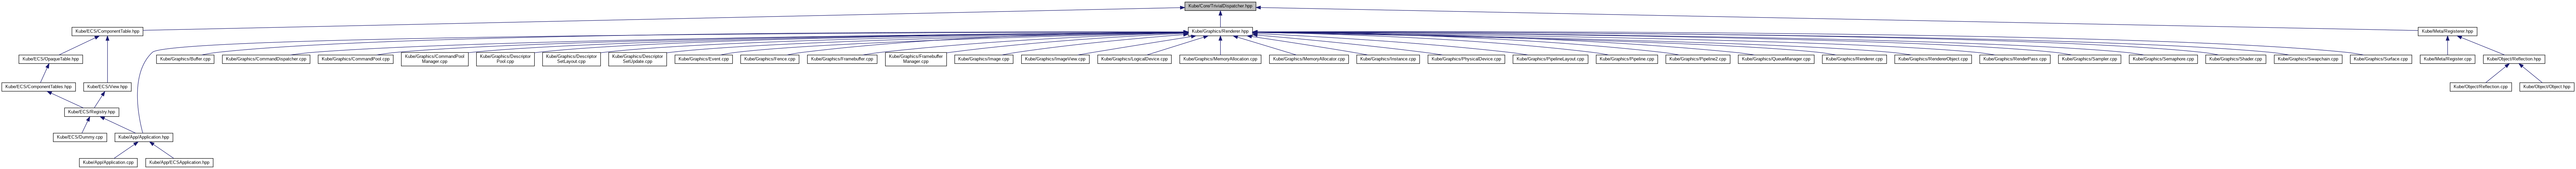 Kube/Core/TrivialDispatcher.hpp
Kube/ECS/ComponentTable.hpp
Kube/Graphics/Renderer.hpp
Kube/Meta/Registerer.hpp
Kube/ECS/OpaqueTable.hpp
Kube/Graphics/Buffer.cpp
Kube/Graphics/CommandDispatcher.cpp
Kube/Graphics/CommandPool.cpp
Kube/Graphics/CommandPool
Manager.cpp
Kube/Graphics/Descriptor
Pool.cpp
Kube/Graphics/Descriptor
SetLayout.cpp
Kube/Graphics/Descriptor
SetUpdate.cpp
Kube/Graphics/Event.cpp
Kube/Graphics/Fence.cpp
Kube/Graphics/Framebuffer.cpp
Kube/Graphics/Framebuffer
Manager.cpp
Kube/Graphics/Image.cpp
Kube/Graphics/ImageView.cpp
Kube/Graphics/LogicalDevice.cpp
Kube/Graphics/MemoryAllocation.cpp
Kube/Graphics/MemoryAllocator.cpp
Kube/Graphics/Instance.cpp
Kube/Graphics/PhysicalDevice.cpp
Kube/Graphics/PipelineLayout.cpp
Kube/Graphics/Pipeline.cpp
Kube/Graphics/Pipeline2.cpp
Kube/Graphics/QueueManager.cpp
Kube/Graphics/Renderer.cpp
Kube/Graphics/RendererObject.cpp
Kube/Graphics/RenderPass.cpp
Kube/Graphics/Sampler.cpp
Kube/Graphics/Semaphore.cpp
Kube/Graphics/Shader.cpp
Kube/Graphics/Swapchain.cpp
Kube/Graphics/Surface.cpp
Kube/Meta/Register.cpp
Kube/Object/Reflection.hpp
Kube/ECS/ComponentTables.hpp
Kube/ECS/View.hpp
Kube/Object/Reflection.cpp
Kube/Object/Object.hpp
Kube/ECS/Registry.hpp
Kube/ECS/Dummy.cpp
Kube/App/Application.hpp
Kube/App/Application.cpp
Kube/App/ECSApplication.hpp